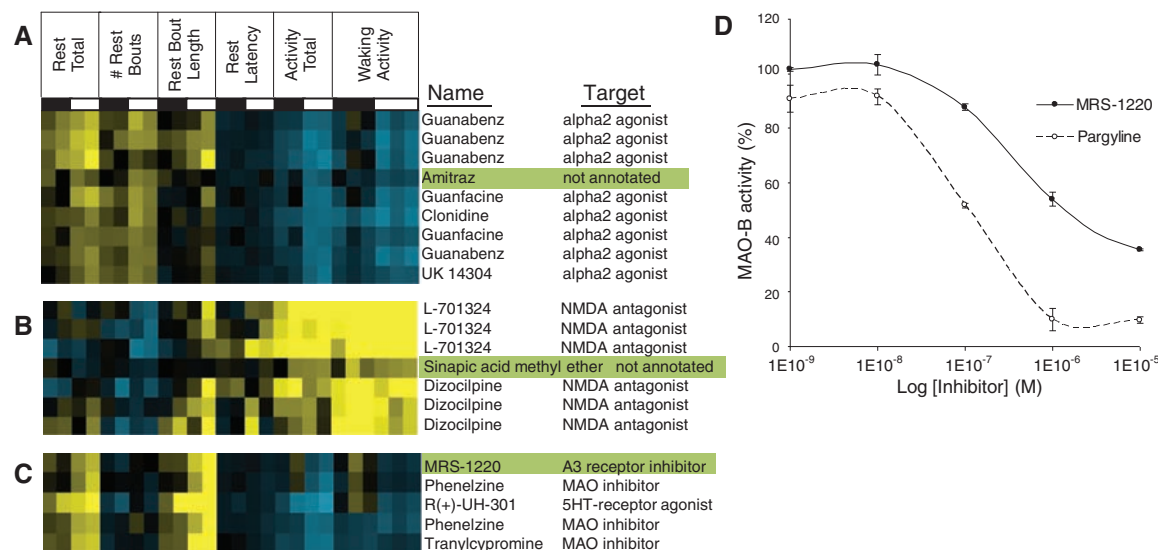 A
Rest Total
# Rest Bouts
Rest Bout Length
Rest Latency
Activity Total
Waking Activity
Name Target
Guanabenz alpha2 agonist
Guanabenz alpha2 agonist
Guanabenz alpha2 agonist
Amitraz not annotated
Guanfacine alpha2 agonist
Clonidine alpha2 agonist
Guanfacine alpha2 agonist
Guanabenz alpha2 agonist
UK 14304 alpha2 agonist
B
L-701324 NMDA antagonist
L-701324 NMDA antagonist
L-701324 NMDA antagonist
Sinapic acid methyl ether not annotated
Dizocilpine NMDA antagonist
Dizocilpine NMDA antagonist
Dizocilpine NMDA antagonist
C
MRS-1220 A3 receptor inhibitor
Phenelzine MAO inhibitor
R(+)-UH-301 5HT-receptor agonist
Phenelzine MAO inhibitor
Tranylcypromine MAO inhibitor
D
MAO-B activity (%)
120
100
80
60
40
20
0
1E10⁻⁹ 1E10⁻⁸ 1E10⁻⁷ 1E10⁻⁶ 1E10⁻⁵
Log [Inhibitor] (M)
MRS-1220
Pargyline